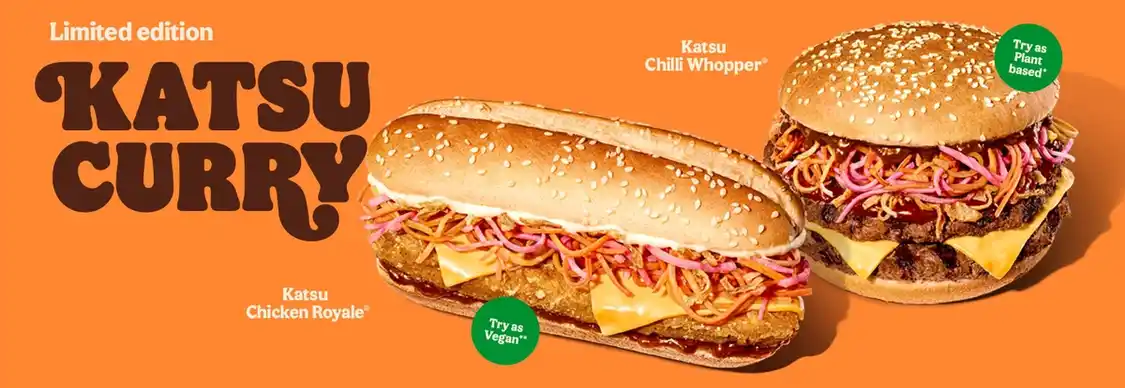 Limited edition
KATSU
CURRY
Katsu
Chilli Whopper®
Try as
Plant
based*
Katsu
Chicken Royale®
Try as
Vegan**